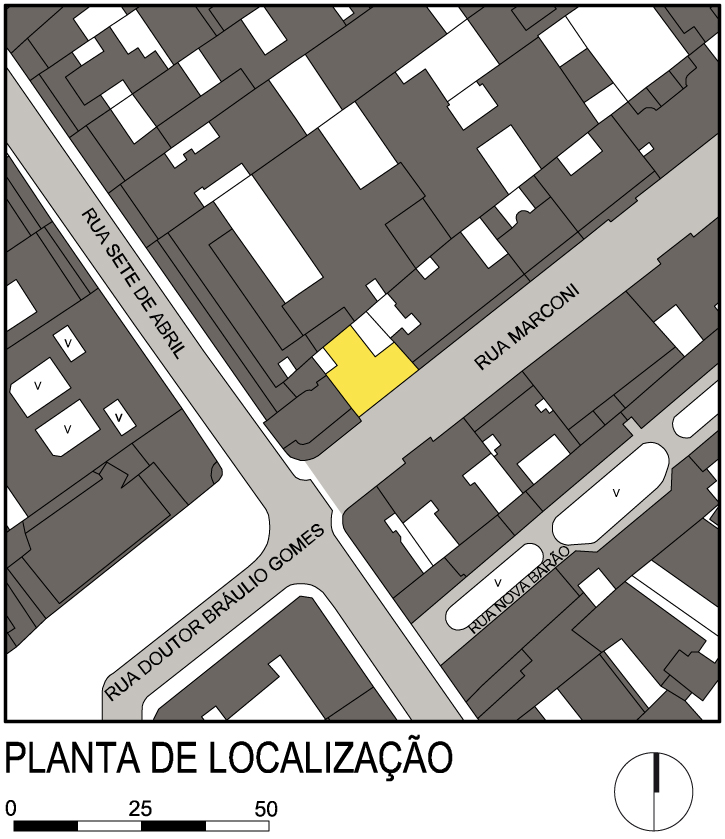 RUA SETE DE ABRIL
RUA MARCONI
V
V
V
V
V
V
RUA NOVA BARÃO
RUA DOUTOR BRÁULIO GOMES
PLANTA DE LOCALIZAÇÃO
0 25 50